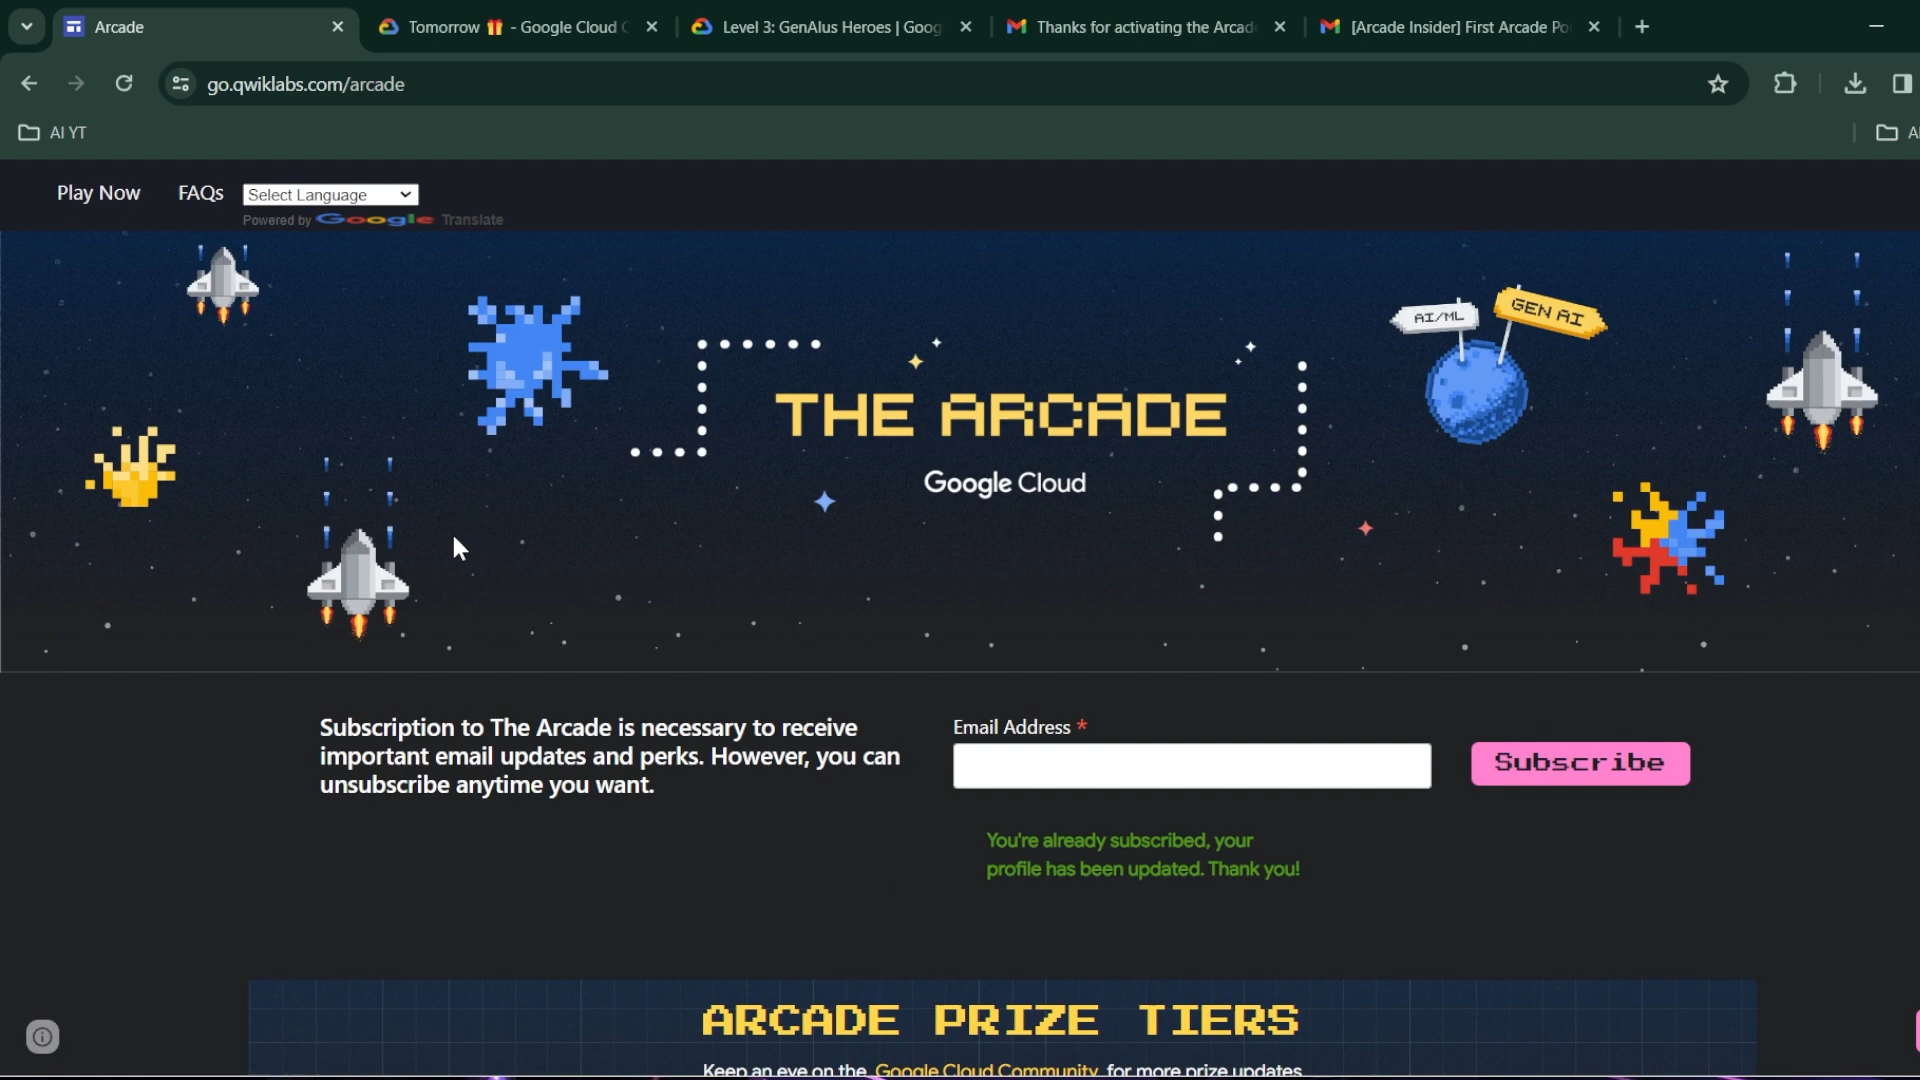 Arcade
Tomorrow 🎁 - Google Cloud
Level 3: GenAIus Heroes | Goog
Thanks for activating the Arcade
[Arcade Insider] First Arcade Po
go.qwiklabs.com/arcade
AI YT
Play Now
FAQs
Select Language
Powered by Google Translate
AI/ML
GEN AI
THE ARCADE
Google Cloud
Subscription to The Arcade is necessary to receive
important email updates and perks. However, you can
unsubscribe anytime you want.
Email Address *
Subscribe
You're already subscribed, your
profile has been updated. Thank you!
ARCADE PRIZE TIERS
Keep an eye on the Google Cloud Community for more prize updates